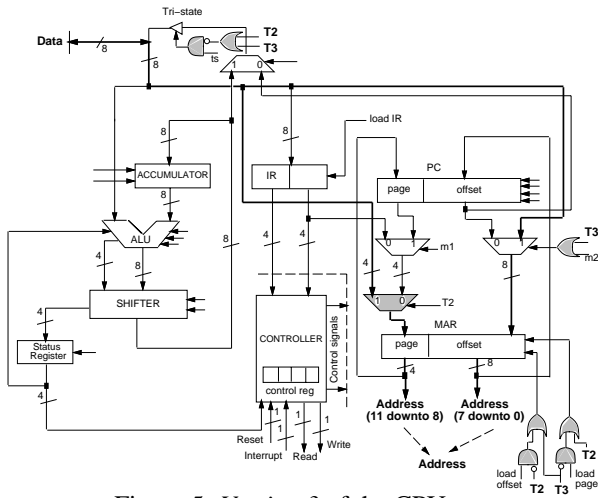 Tri-state
Data
8
T2
T3
ts
8
1 0
load IR
8
8
PC
ACCUMULATOR
IR
page offset
8
ALU
4 4
0 1
0 1
T3
m1
m2
4 8
8
4
4
8
1 0
T2
SHIFTER
4
MAR
CONTROLLER
Control signals
page offset
Status
Register
control reg
4
8
4
Address
(11 downto 8)
Address
(7 downto 0)
1
1
1
1
Reset
Write
Interrupt
Read
Address
T2
load
offset
T2
T3
load
page
Figure 5: Version 3 of the CPU